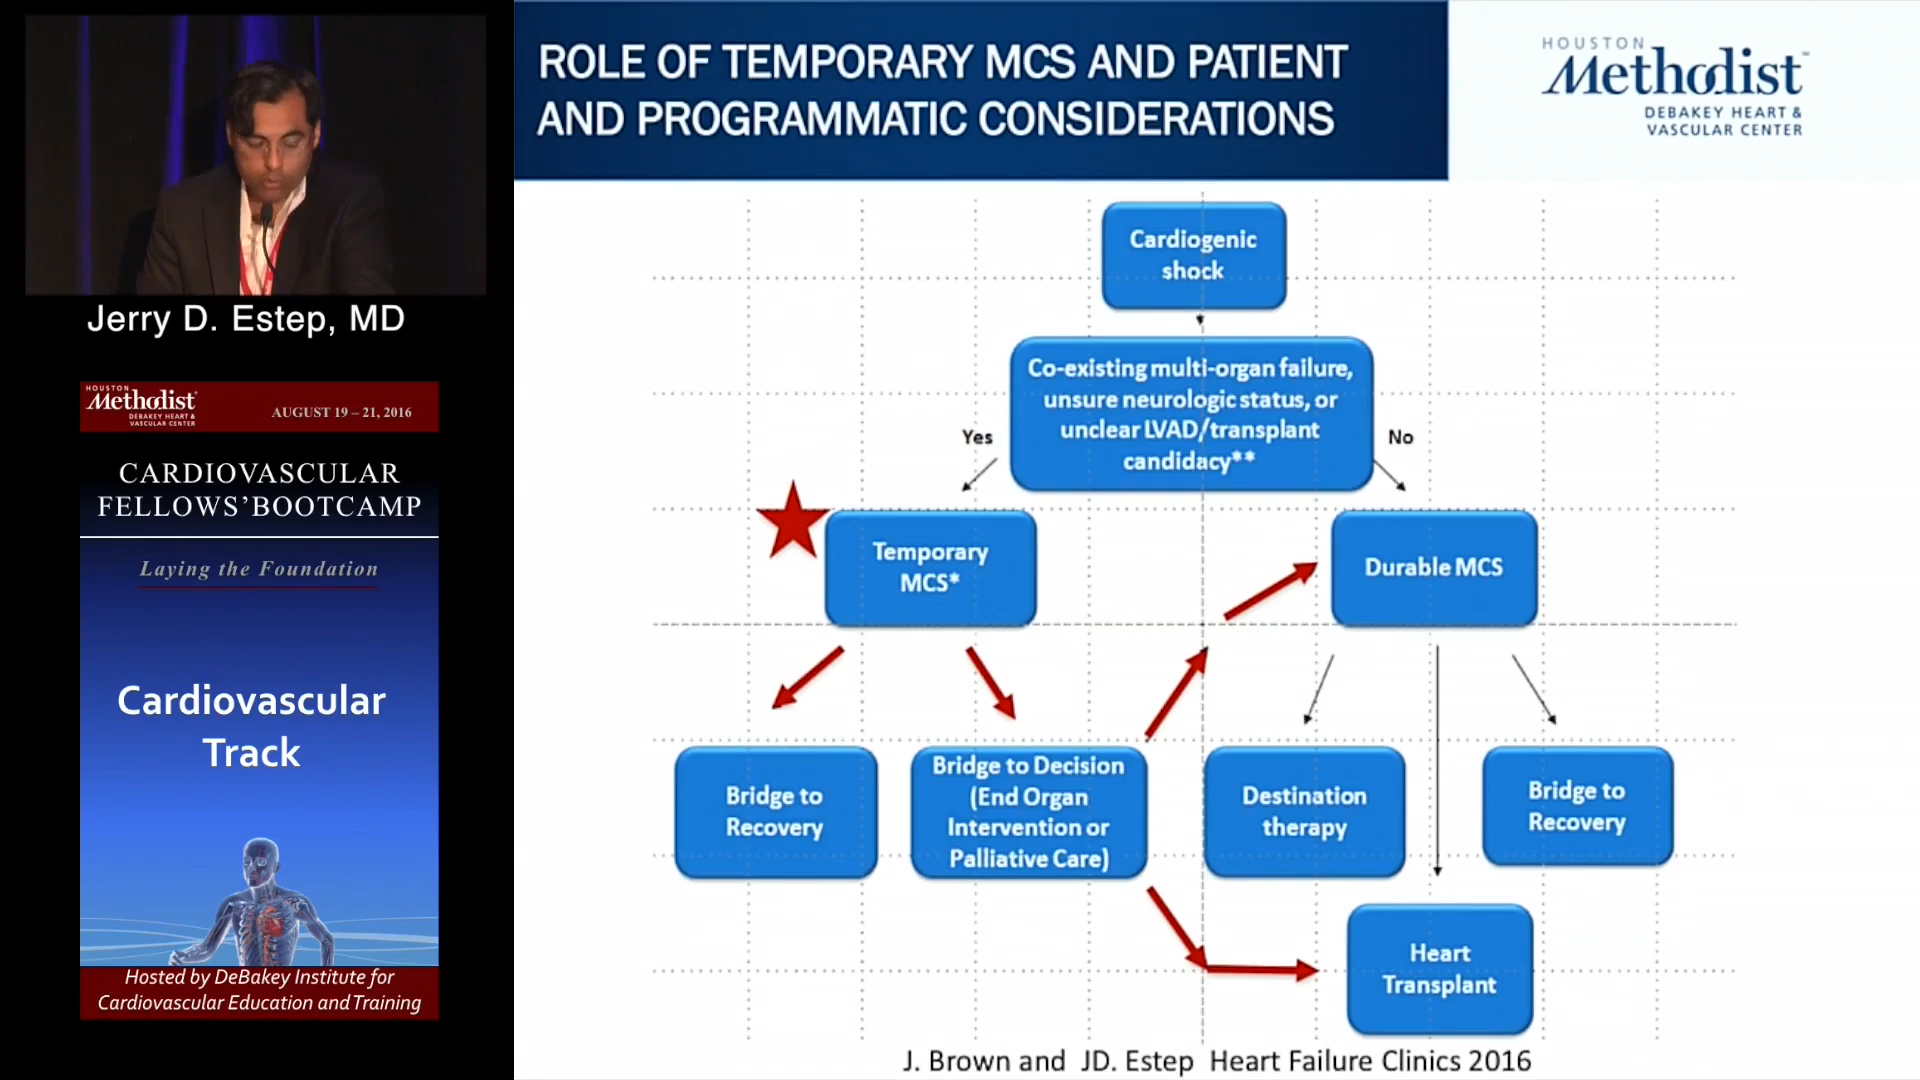 Jerry D. Estep, MD
HOUSTON
Methodist
DEBAKEY HEART &
VASCULAR CENTER
AUGUST 19 – 21, 2016
CARDIOVASCULAR
FELLOWS’BOOTCAMP
Laying the Foundation
Cardiovascular
Track
Hosted by DeBakey Institute for
Cardiovascular Education and Training
ROLE OF TEMPORARY MCS AND PATIENT
AND PROGRAMMATIC CONSIDERATIONS
HOUSTON
Methodist
DEBAKEY HEART &
VASCULAR CENTER
Cardiogenic
shock
Co-existing multi-organ failure,
unsure neurologic status, or
unclear LVAD/transplant
candidacy**
Yes
No
Temporary
MCS*
Durable MCS
Bridge to
Recovery
Bridge to Decision
(End Organ
Intervention or
Palliative Care)
Destination
therapy
Bridge to
Recovery
Heart
Transplant
J. Brown and JD. Estep Heart Failure Clinics 2016